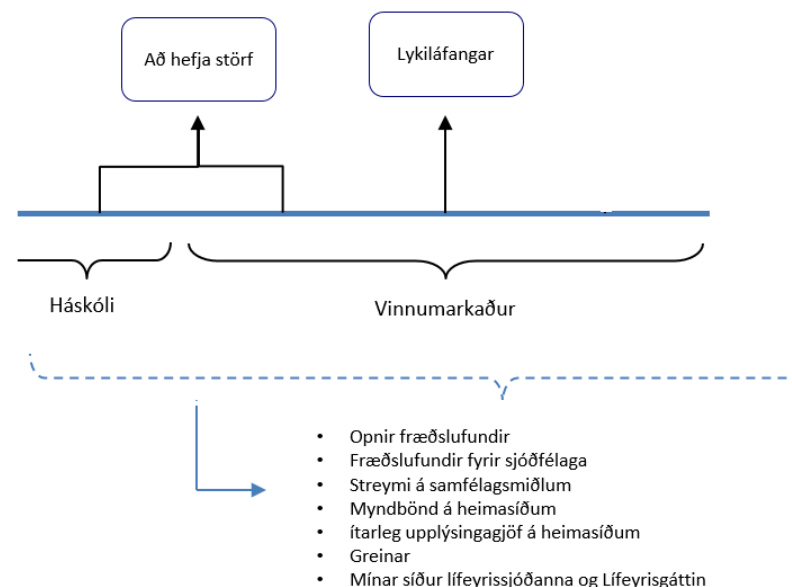 Að hefja störf
Lykiláfangar
Háskóli
Vinnumarkaður
• Opnir fræðslufundir
• Fræðslufundir fyrir sjóðfélaga
• Streymi á samfélagsmiðlum
• Myndbönd á heimasíðum
• ítarleg upplýsingagjöf á heimasíðum
• Greinar
• Mínar síður lífeyrissjóðanna og Lífeyrisgáttin